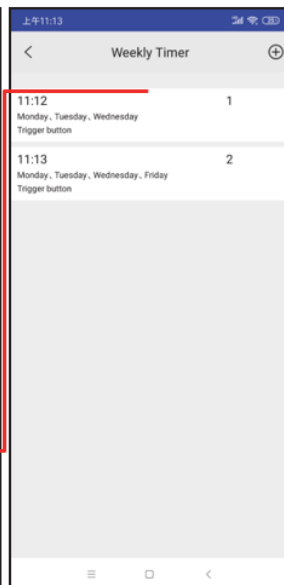 上午11:13
Weekly Timer
11:12 1
Monday、Tuesday、Wednesday
Trigger button
11:13 2
Monday、Tuesday、Wednesday、Friday
Trigger button